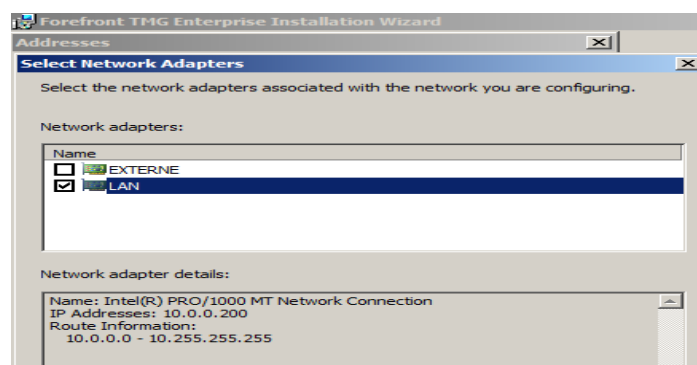 Forefront TMG Enterprise Installation Wizard
Addresses
Select Network Adapters
Select the network adapters associated with the network you are configuring.
Network adapters:
Name
EXTERNE
LAN
Network adapter details:
Name: Intel(R) PRO/1000 MT Network Connection
IP Addresses: 10.0.0.200
Route Information:
10.0.0.0 - 10.255.255.255